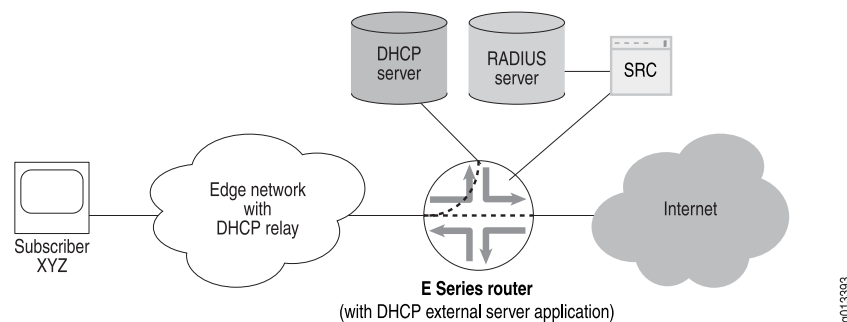 DHCP
server
RADIUS
server
SRC
Edge network
with
DHCP relay
Internet
Subscriber
XYZ
E Series router
(with DHCP external server application)
g013393